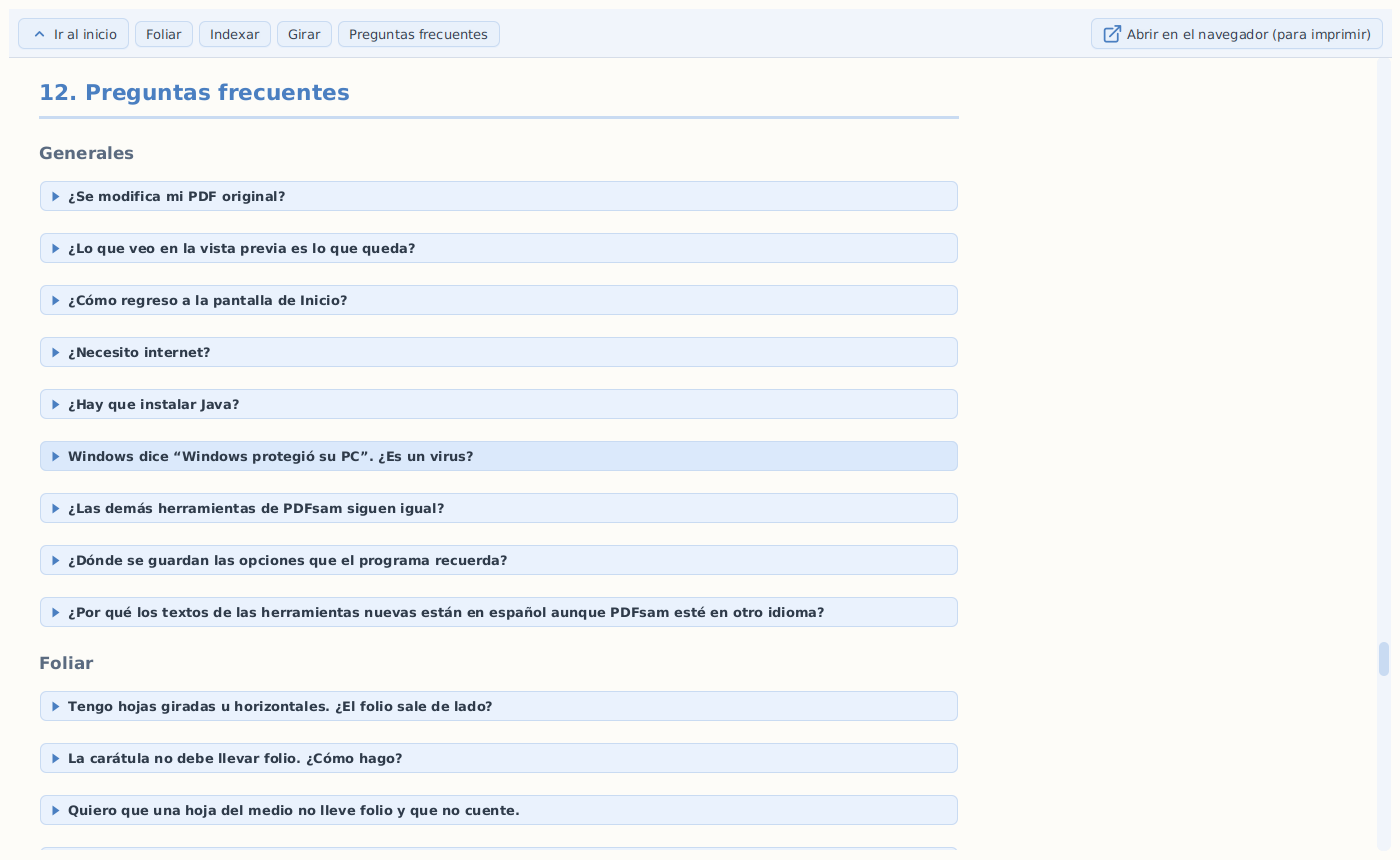 Ir al inicio
Foliar
Indexar
Girar
Preguntas frecuentes
Abrir en el navegador (para imprimir)
12. Preguntas frecuentes
Generales
¿Se modifica mi PDF original?
¿Lo que veo en la vista previa es lo que queda?
¿Cómo regreso a la pantalla de Inicio?
¿Necesito internet?
¿Hay que instalar Java?
Windows dice “Windows protegió su PC”. ¿Es un virus?
¿Las demás herramientas de PDFsam siguen igual?
¿Dónde se guardan las opciones que el programa recuerda?
¿Por qué los textos de las herramientas nuevas están en español aunque PDFsam esté en otro idioma?
Foliar
Tengo hojas giradas u horizontales. ¿El folio sale de lado?
La carátula no debe llevar folio. ¿Cómo hago?
Quiero que una hoja del medio no lleve folio y que no cuente.